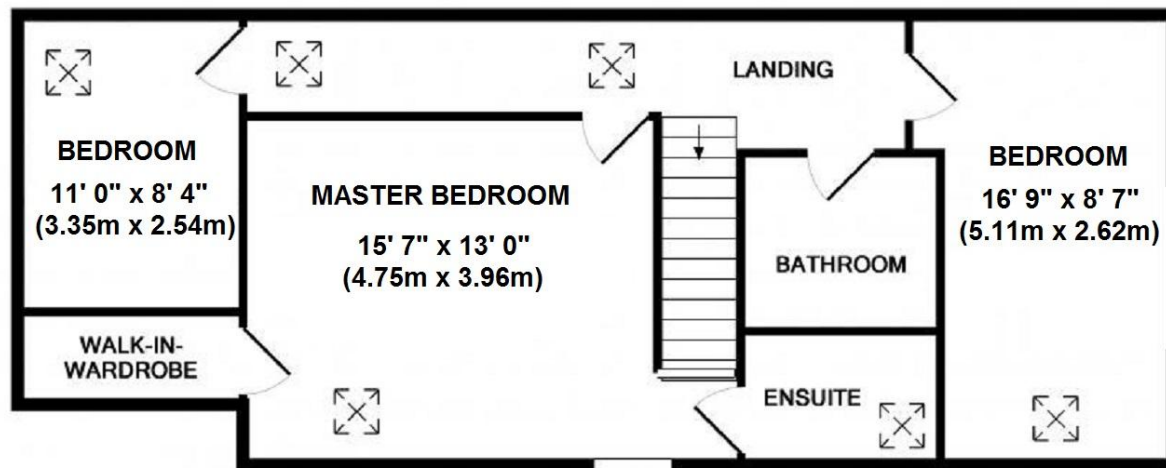 LANDING
BEDROOM
11' 0" x 8' 4"
(3.35m x 2.54m)
MASTER BEDROOM
15' 7" x 13' 0"
(4.75m x 3.96m)
BEDROOM
16' 9" x 8' 7"
(5.11m x 2.62m)
BATHROOM
WALK-IN-
WARDROBE
ENSUITE